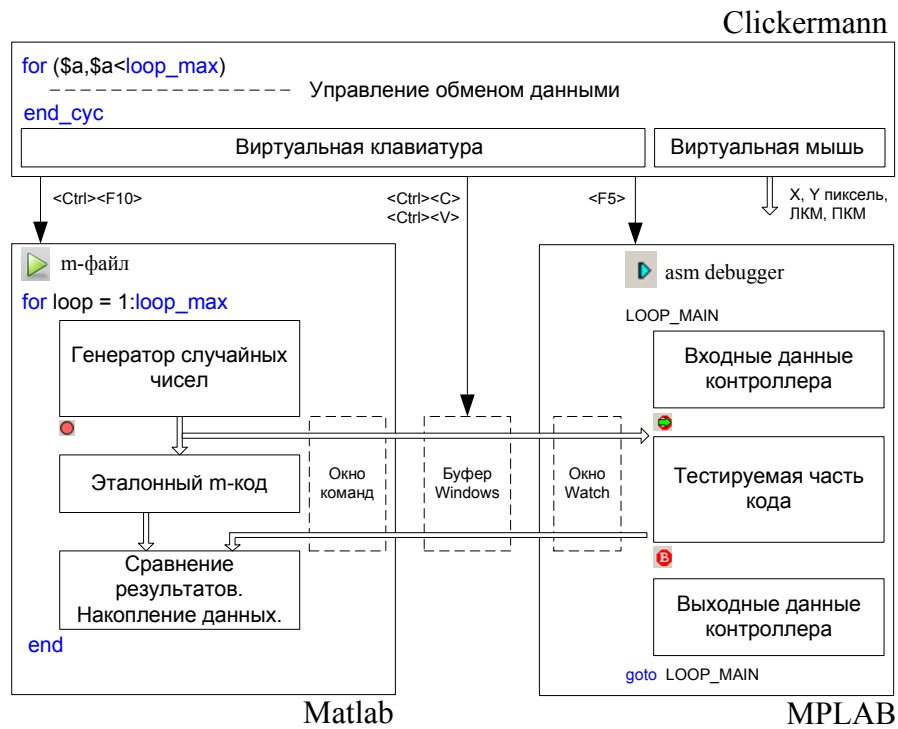 Clickermann
for ($a,$a<loop_max)
Управление обменом данными
end_cyc
Виртуальная клавиатура
Виртуальная мышь
<Ctrl><F10>
<Ctrl><C>
<Ctrl><V>
<F5>
X, Y пиксель,
ЛКМ, ПКМ
m-файл
for loop = 1:loop_max
Генератор случайных
чисел
Эталонный m-код
Сравнение
результатов.
Накопление данных.
end
Matlab
Окно
команд
Буфер
Windows
Окно
Watch
asm debugger
LOOP_MAIN
Входные данные
контроллера
Тестируемая часть
кода
B
Выходные данные
контроллера
goto LOOP_MAIN
MPLAB